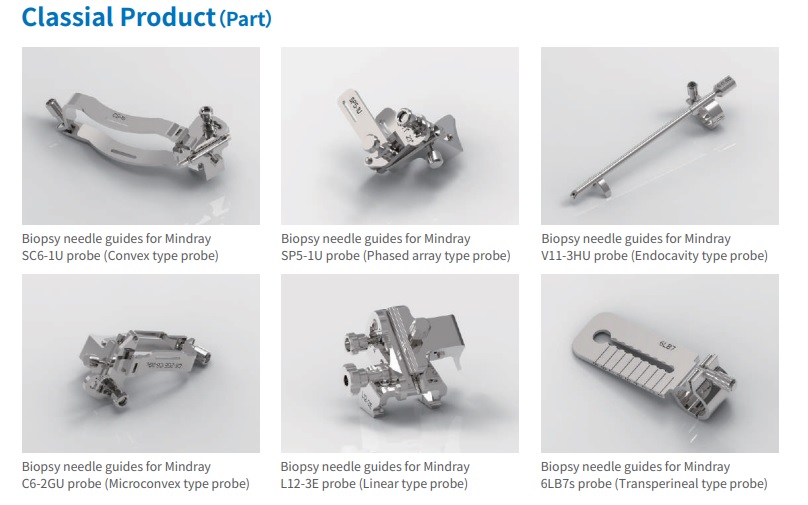 Classial Product (Part)
SP5-1U
Biopsy needle guides for Mindray
SC6-1U probe (Convex type probe)
Biopsy needle guides for Mindray
SP5-1U probe (Phased array type probe)
Biopsy needle guides for Mindray
V11-3HU probe (Endocavity type probe)
6LB7
Biopsy needle guides for Mindray
C6-2GU probe (Microconvex type probe)
Biopsy needle guides for Mindray
L12-3E probe (Linear type probe)
Biopsy needle guides for Mindray
6LB7s probe (Transperineal type probe)